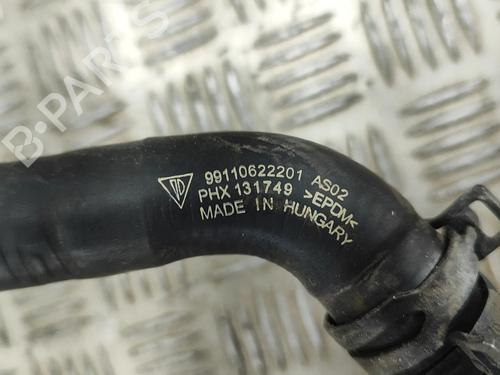 B-PARTS
99110622201 AS02
PHX 131749 >EPDM<
MADE IN HUNGARY